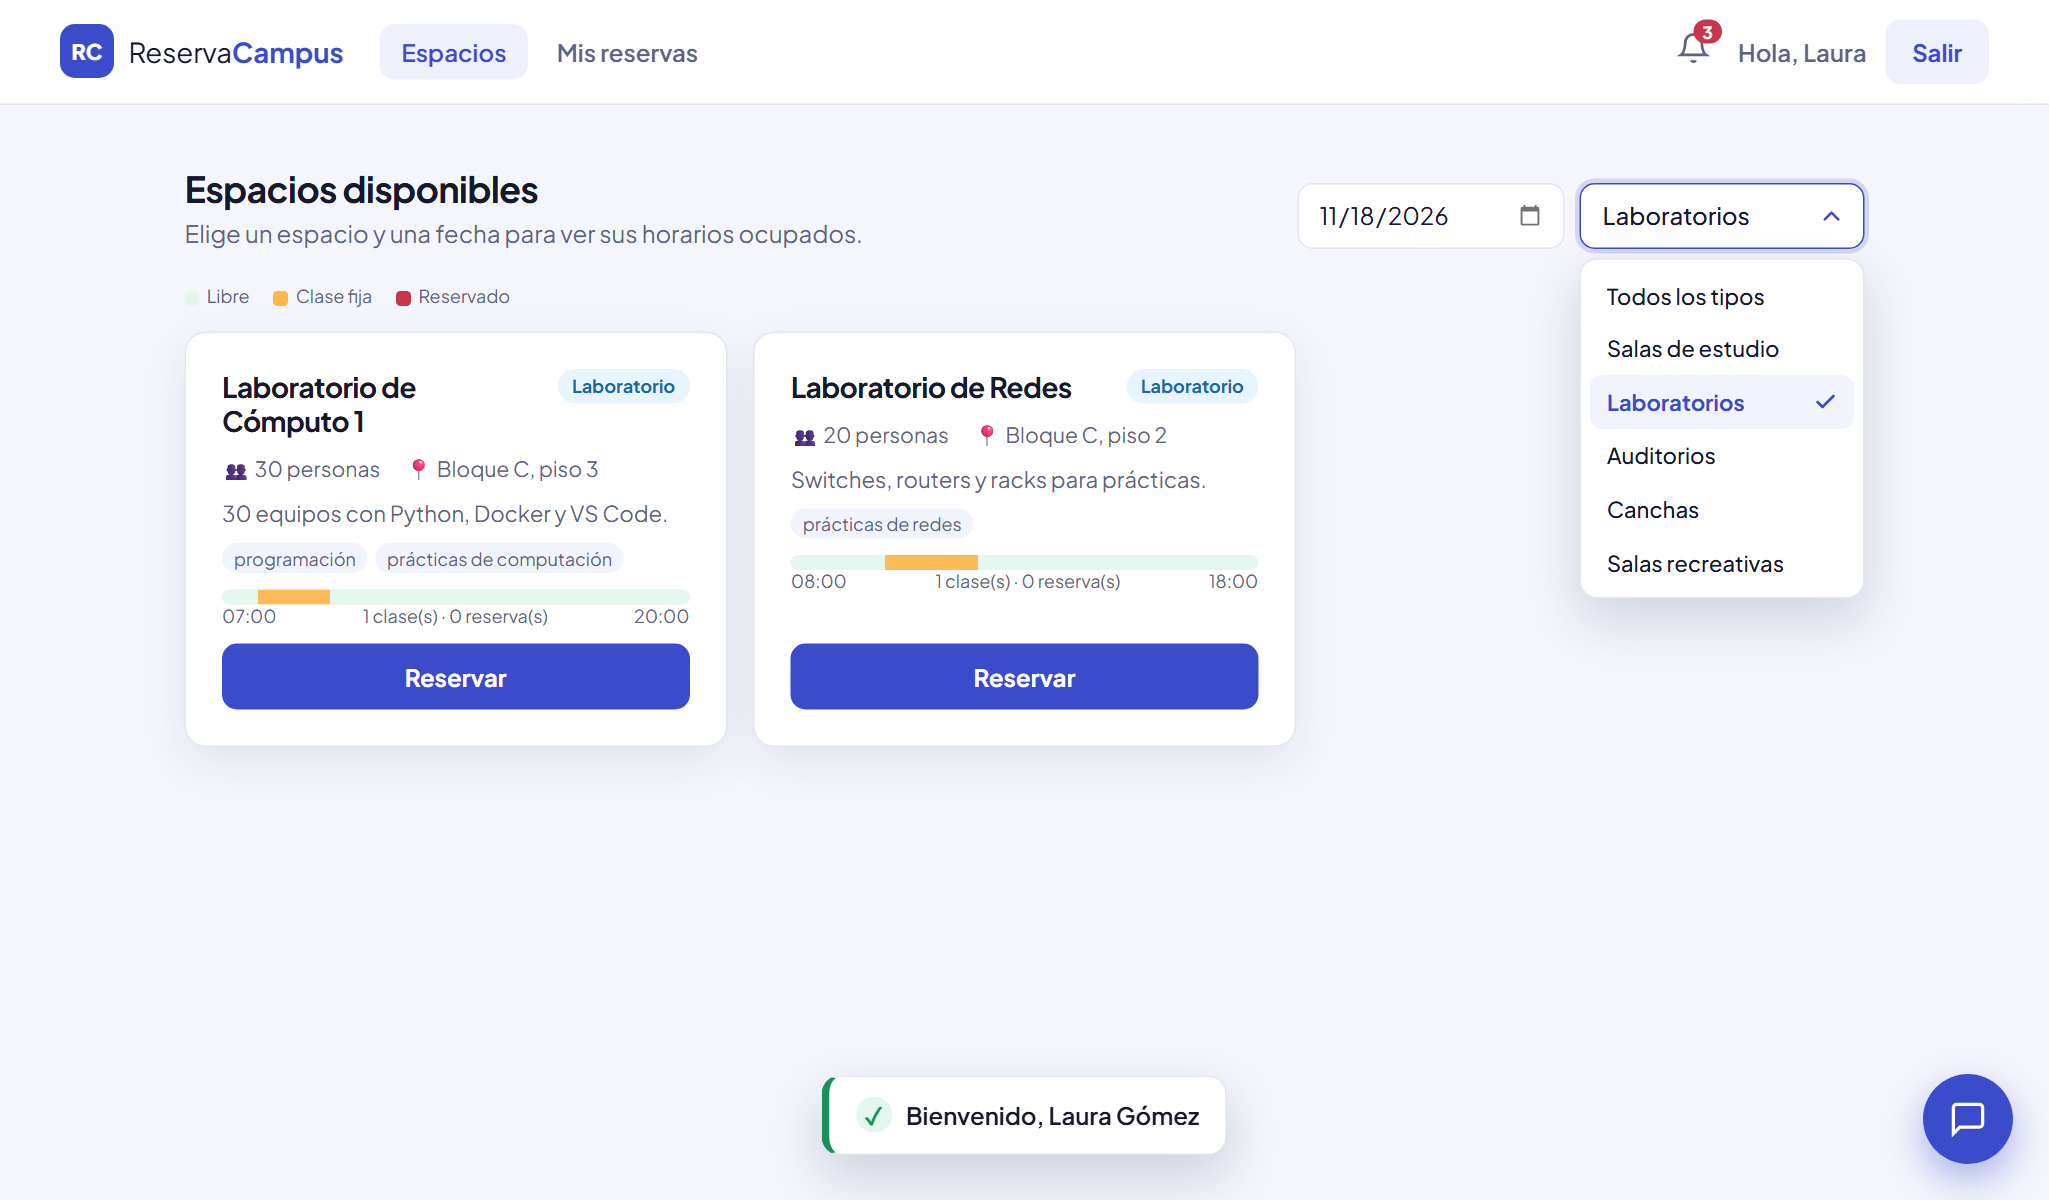 RC ReservaCampus Espacios Mis reservas 3 Hola, Laura Salir
Espacios disponibles
Elige un espacio y una fecha para ver sus horarios ocupados.
11/18/2026
Laboratorios
Libre Clase fija Reservado
Todos los tipos
Salas de estudio
Laboratorios
Auditorios
Canchas
Salas recreativas
Laboratorio de
Cómputo 1
Laboratorio
30 personas Bloque C, piso 3
30 equipos con Python, Docker y VS Code.
programación prácticas de computación
07:00 1 clase(s) · 0 reserva(s) 20:00
Reservar
Laboratorio de Redes
Laboratorio
20 personas Bloque C, piso 2
Switches, routers y racks para prácticas.
prácticas de redes
08:00 1 clase(s) · 0 reserva(s) 18:00
Reservar
Bienvenido, Laura Gómez